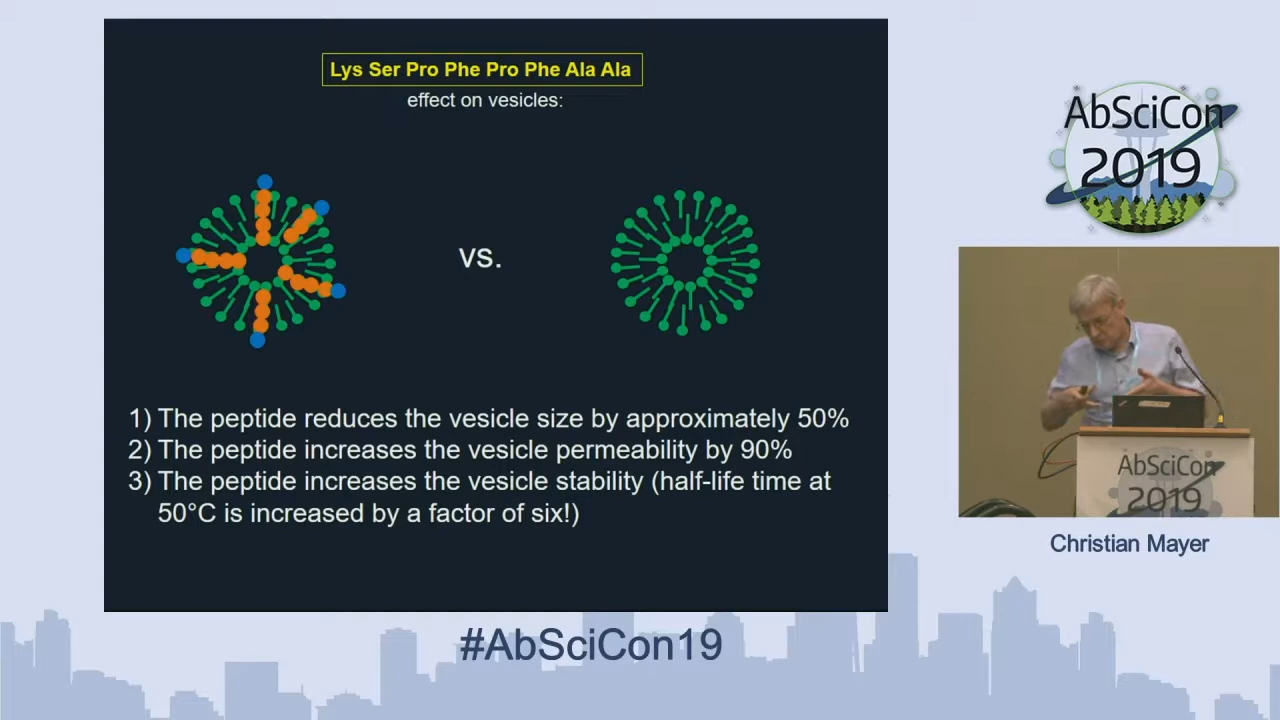 Lys Ser Pro Phe Pro Phe Ala Ala
effect on vesicles:
vs.
1) The peptide reduces the vesicle size by approximately 50%
2) The peptide increases the vesicle permeability by 90%
3) The peptide increases the vesicle stability (half-life time at
50°C is increased by a factor of six!)
AbSciCon
2019
AbSciCon
2019
Christian Mayer
#AbSciCon19